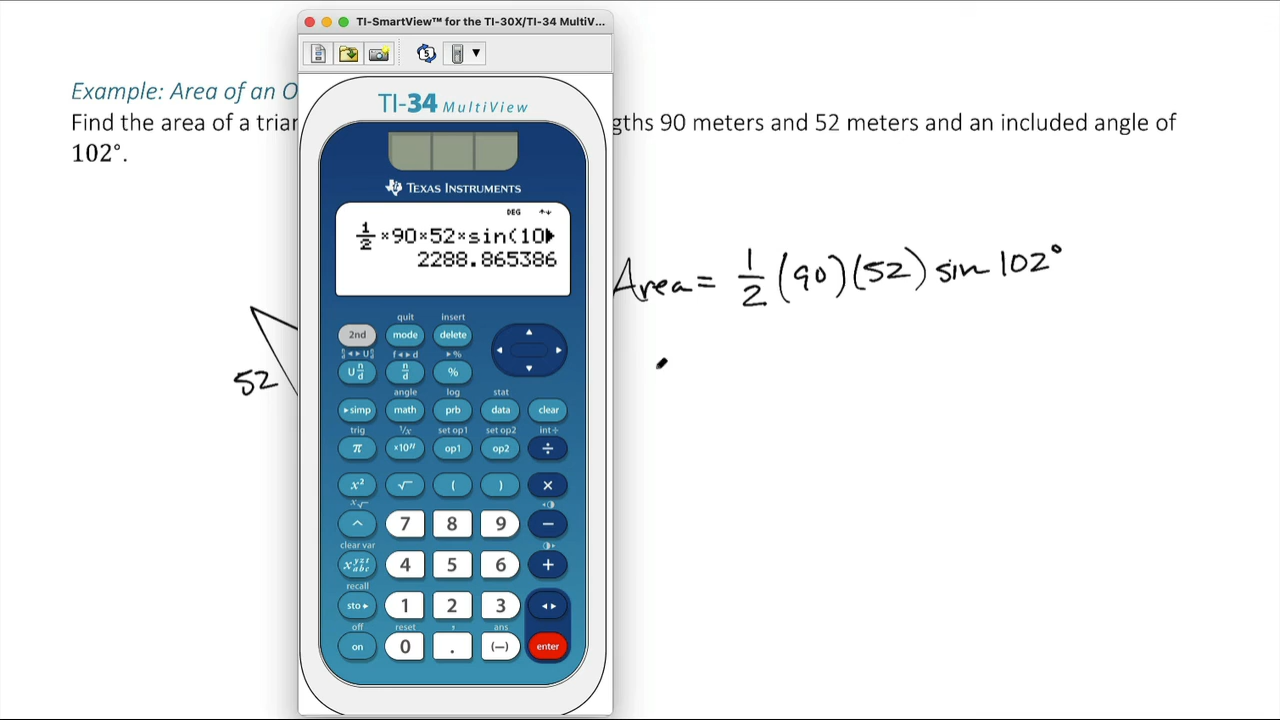 TI-SmartView™ for the TI-30X/TI-34 MultiV...
Example: Area of an O
Find the area of a trian gths 90 meters and 52 meters and an included angle of
102°.
TI-34 MultiView
TEXAS INSTRUMENTS
DEG
1/2×90×52×sin(10
2288.865386
Area = 1/2 (90)(52) sin 102°
52
quit insert
2nd mode delete
f◄►d ►%
U n/d n/d %
angle log stat
►simp math prb data clear
trig 1/x set op1 set op2 int÷
π ×10ⁿ op1 op2 ÷
x² √ ( ) ×
x√
^ 7 8 9 −
clear var
x yzt abc 4 5 6 +
recall
sto► 1 2 3 ◄►
off reset , ans
on 0 . (−) enter